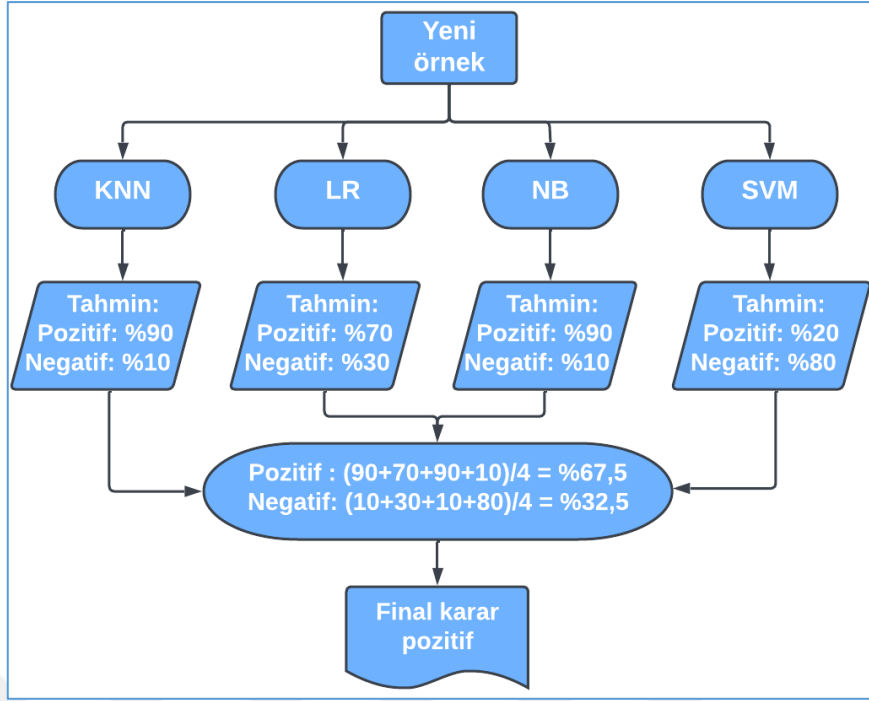 Yeni
örnek
KNN
LR
NB
SVM
Tahmin:
Pozitif: %90
Negatif: %10
Tahmin:
Pozitif: %70
Negatif: %30
Tahmin:
Pozitif: %90
Negatif: %10
Tahmin:
Pozitif: %20
Negatif: %80
Pozitif : (90+70+90+10)/4 = %67,5
Negatif: (10+30+10+80)/4 = %32,5
Final karar
pozitif